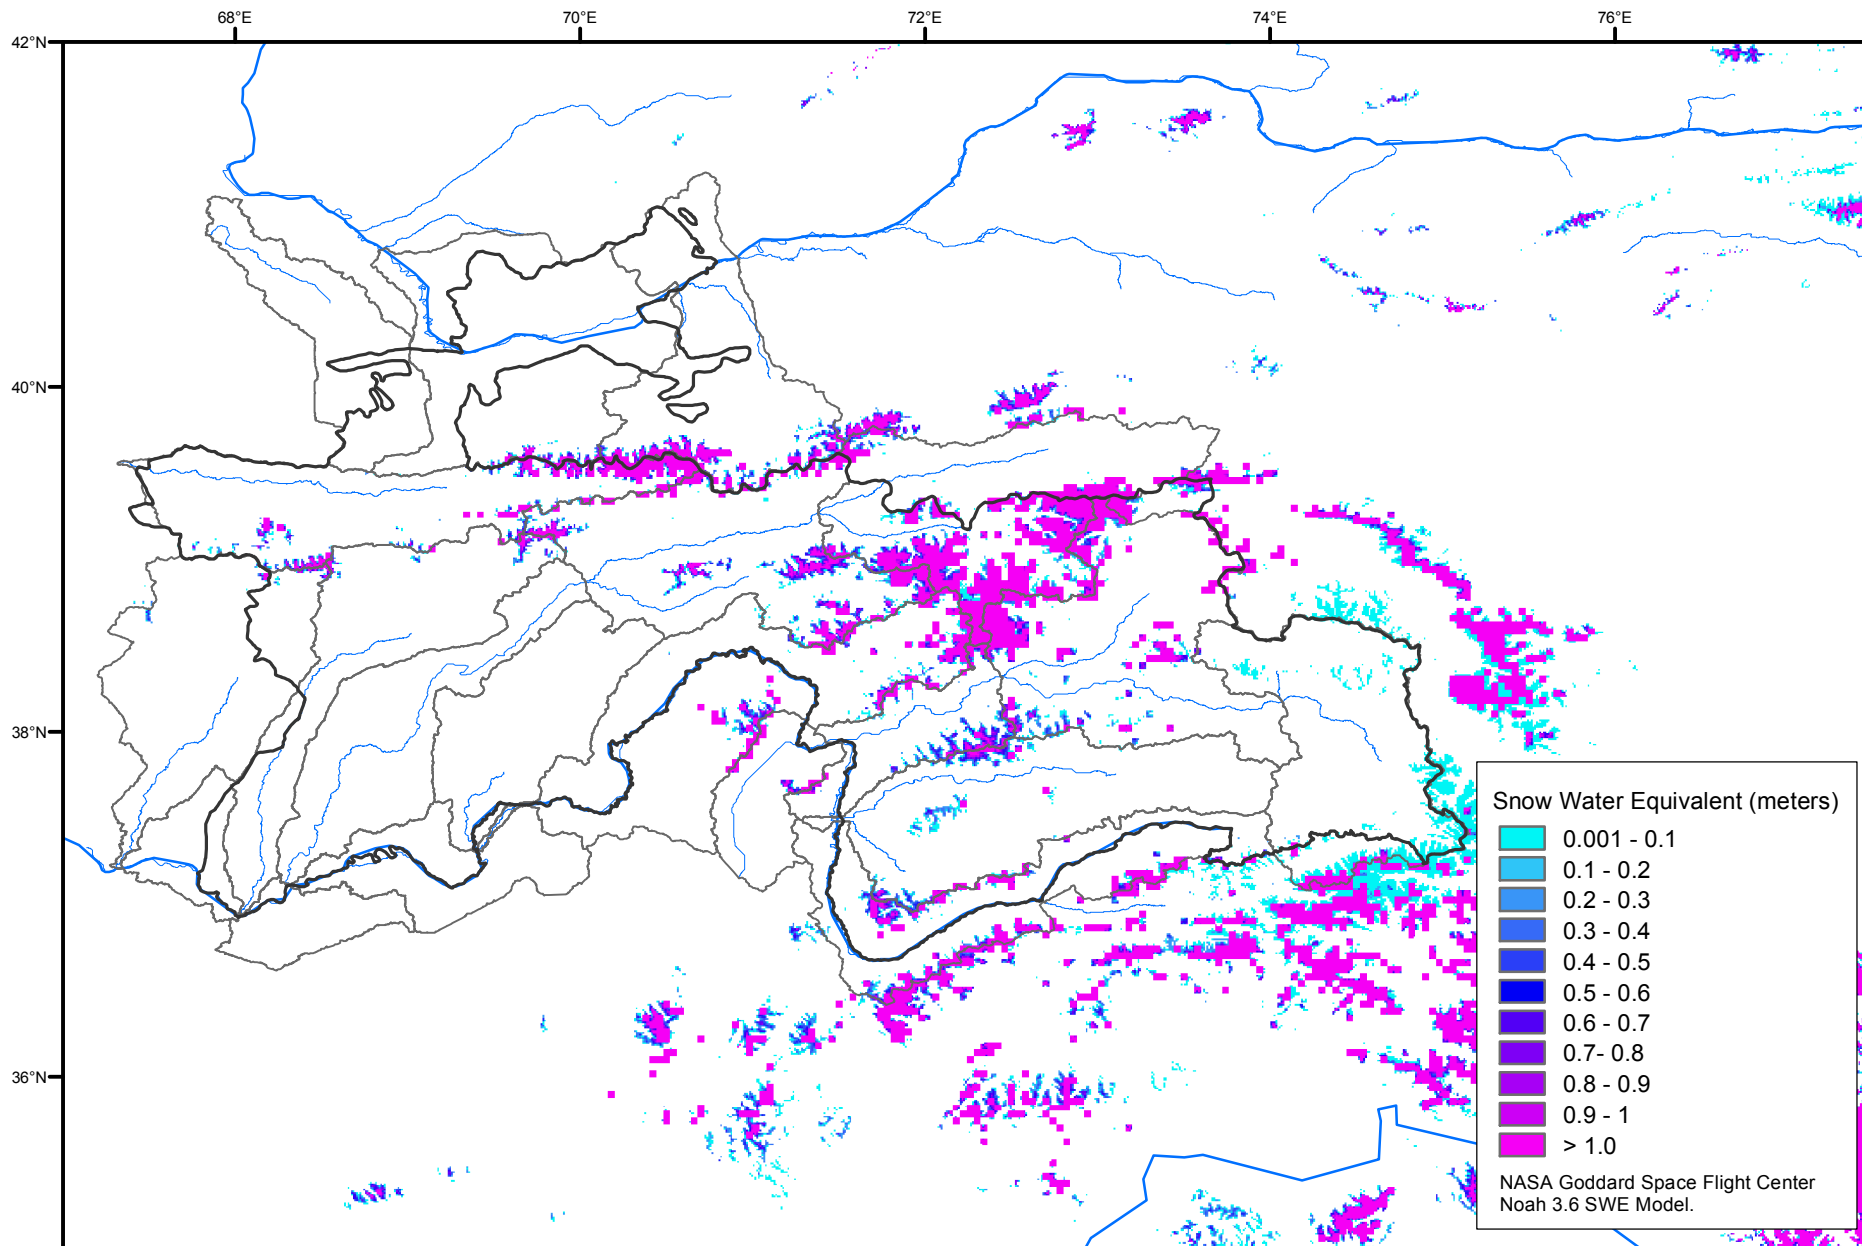 68°E
70°E
72°E
74°E
76°E
42°N
40°N
38°N
36°N
Snow Water Equivalent (meters)
0.001 - 0.1
0.1 - 0.2
0.2 - 0.3
0.3 - 0.4
0.4 - 0.5
0.5 - 0.6
0.6 - 0.7
0.7- 0.8
0.8 - 0.9
0.9 - 1
> 1.0
NASA Goddard Space Flight Center
Noah 3.6 SWE Model.